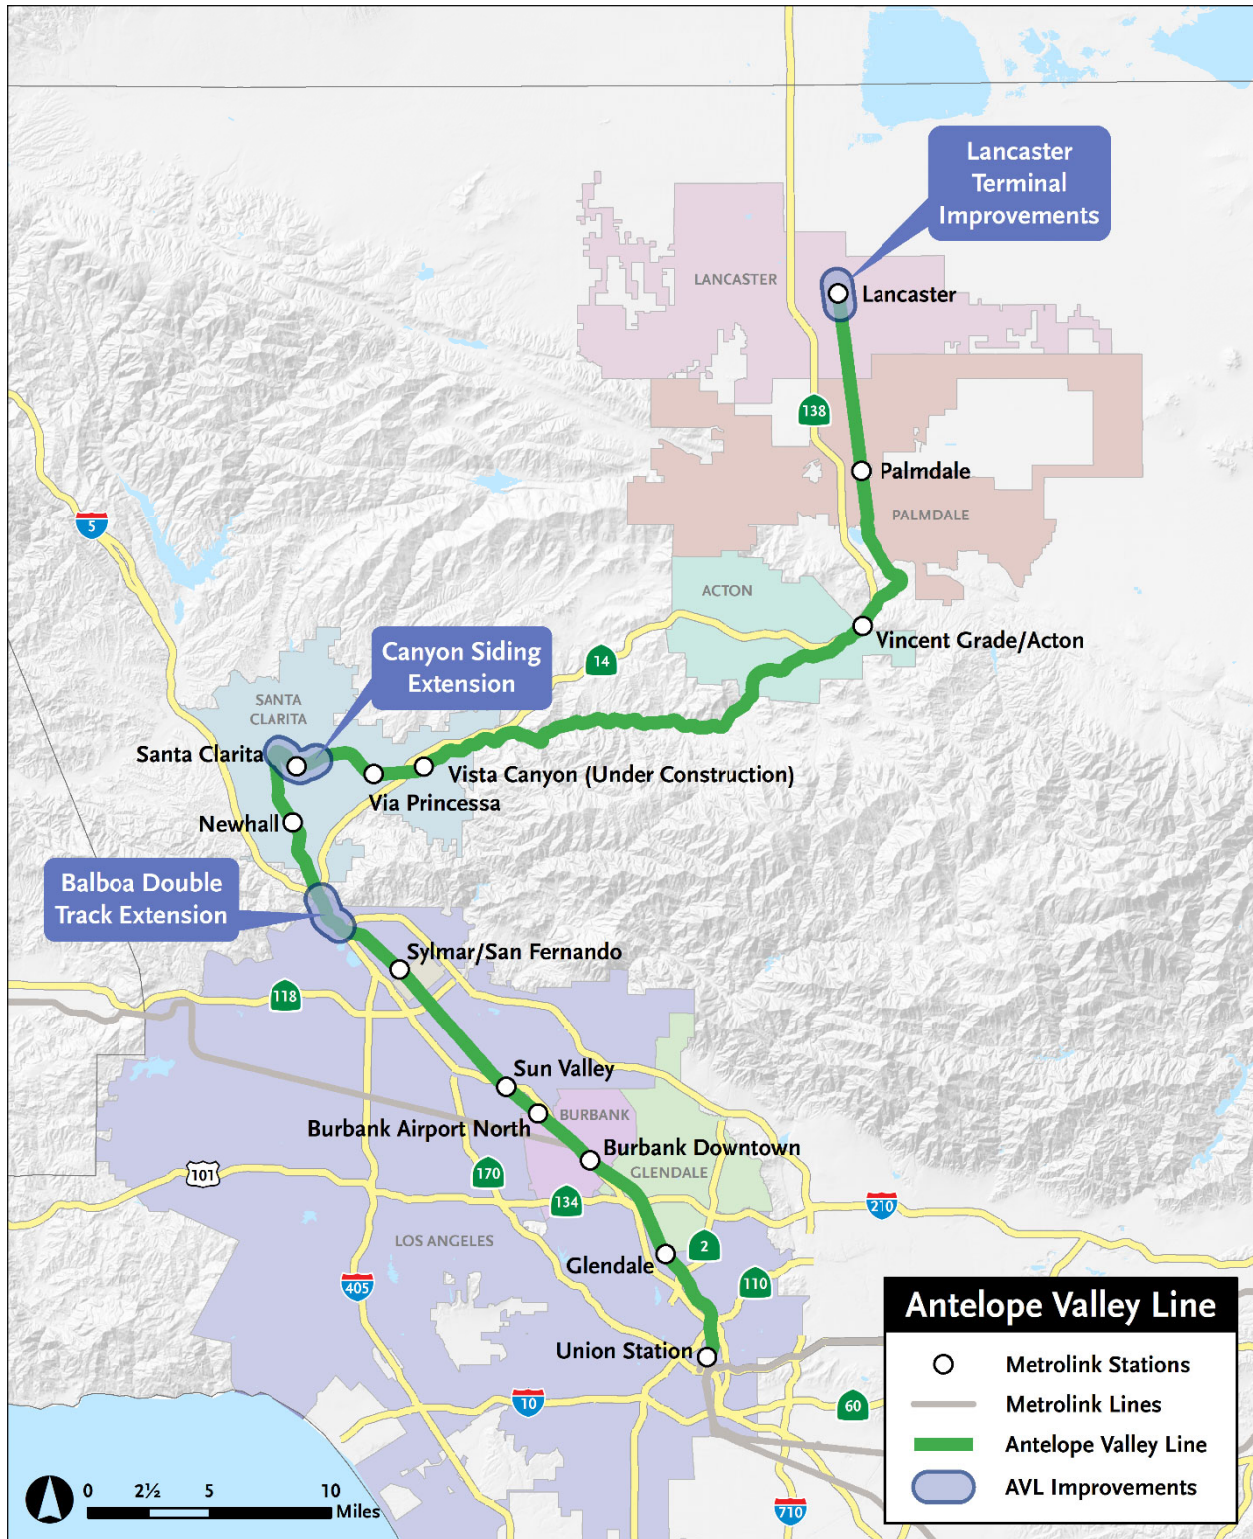 Lancaster
Terminal
Improvements
LANCASTER
Lancaster
138
Palmdale
PALMDALE
5
ACTON
Vincent Grade/Acton
Canyon Siding
Extension
14
SANTA
CLARITA
Santa Clarita
Vista Canyon (Under Construction)
Via Princessa
Newhall
Balboa Double
Track Extension
Sylmar/San Fernando
118
Sun Valley
BURBANK
Burbank Airport North
Burbank Downtown
GLENDALE
101
170
134
210
LOS ANGELES
2
Glendale
110
405
Union Station
10
60
710
Antelope Valley Line
Metrolink Stations
Metrolink Lines
Antelope Valley Line
AVL Improvements
0 2½ 5 10
Miles